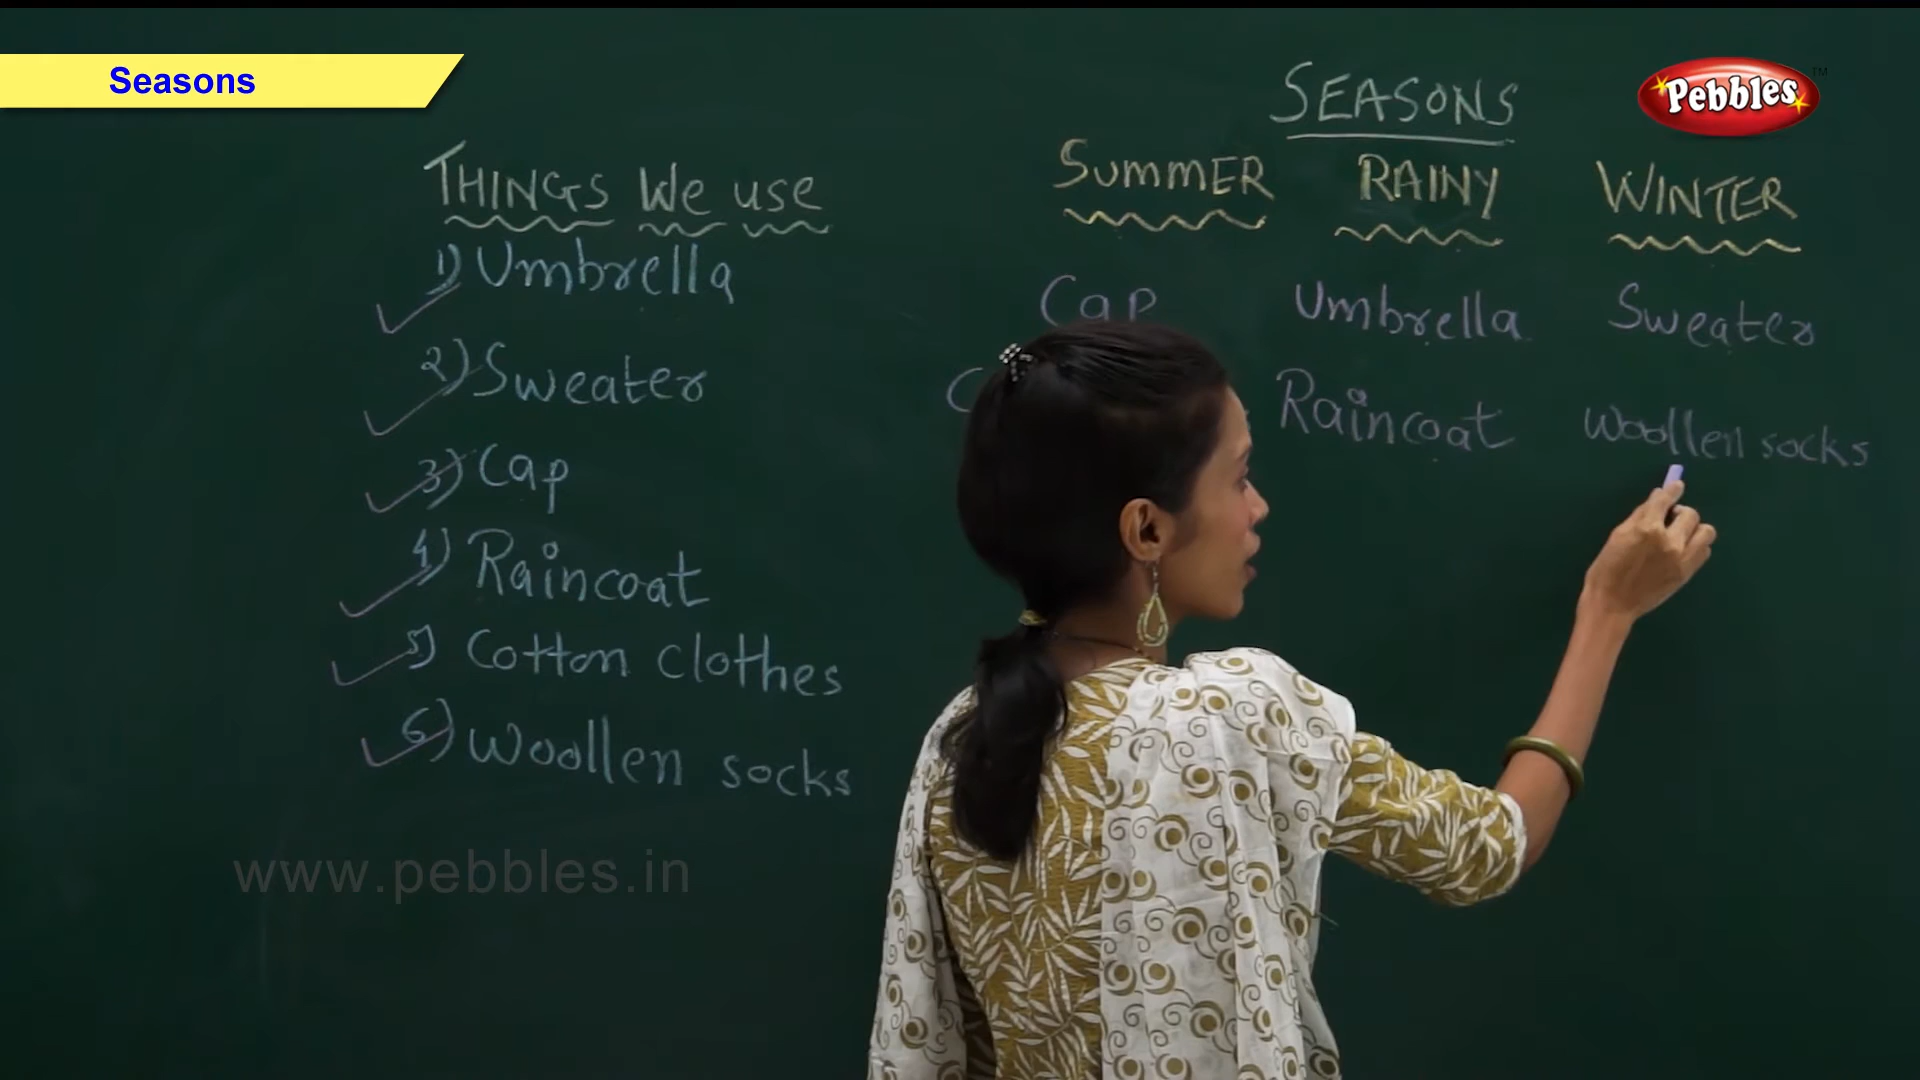 Seasons
Pebbles™
THINGS We use
1) Umbrella
2) Sweater
3) Cap
4) Raincoat
5) Cotton clothes
6) Woollen socks
SEASONS
SUMMER RAINY WINTER
Cap Umbrella Sweater
Raincoat Woollen socks
www.pebbles.in